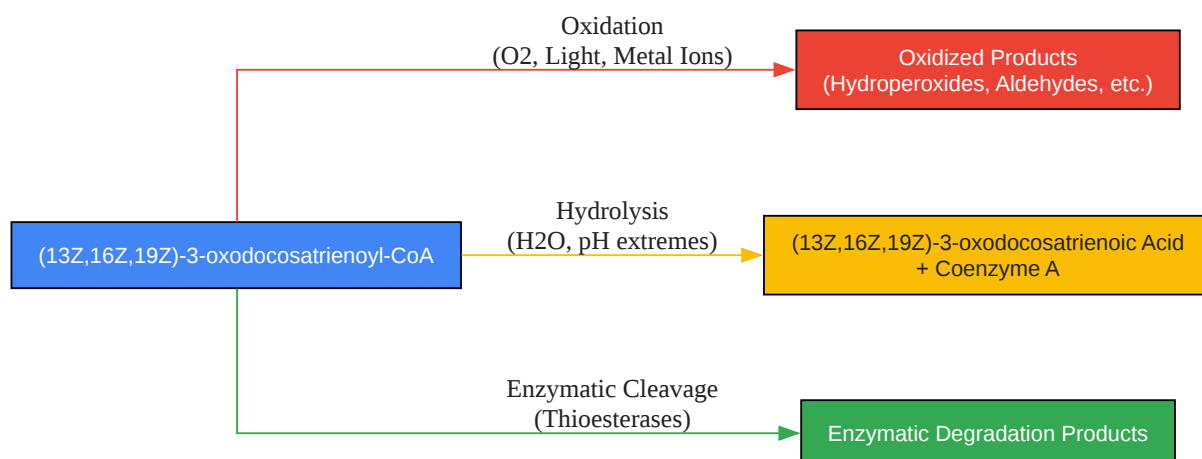 Oxidation
(O2, Light, Metal Ions)
Oxidized Products
(Hydroperoxides, Aldehydes, etc.)
(13Z,16Z,19Z)-3-oxodocosatrienoyl-CoA
Hydrolysis
(H2O, pH extremes)
(13Z,16Z,19Z)-3-oxodocosatrienoic Acid
+ Coenzyme A
Enzymatic Cleavage
(Thioesterases)
Enzymatic Degradation Products